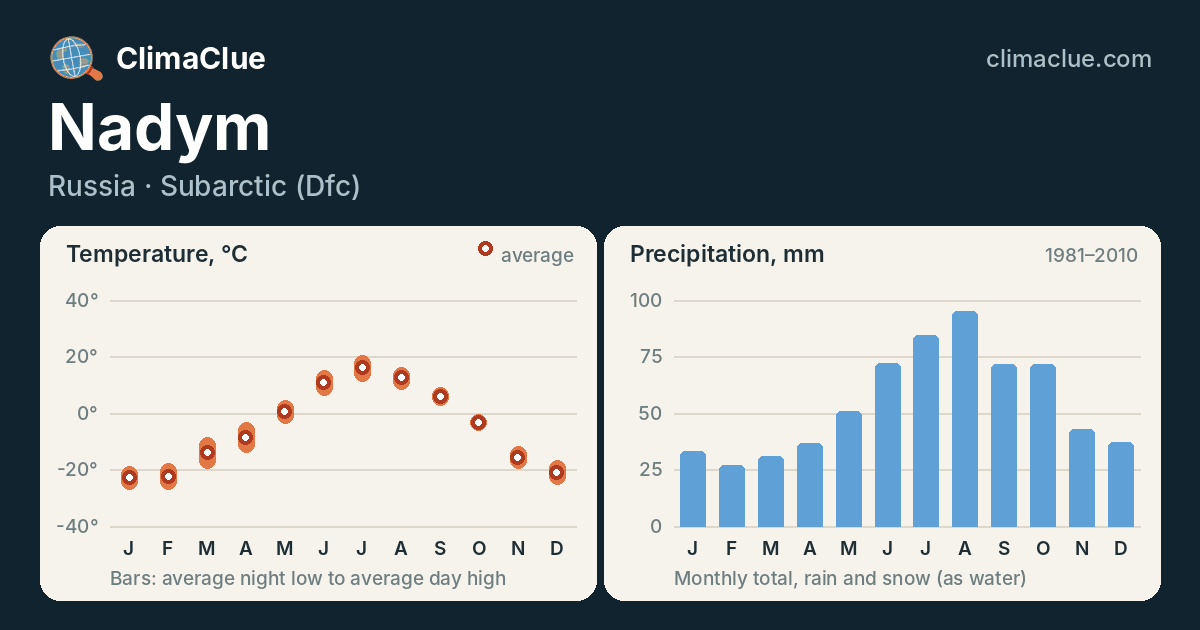 ClimaClue
climaclue.com
Nadym
Russia · Subarctic (Dfc)
Temperature, °C
average
40°
20°
0°
-20°
-40°
J F M A M J J A S O N D
Bars: average night low to average day high
Precipitation, mm
1981–2010
100
75
50
25
0
J F M A M J J A S O N D
Monthly total, rain and snow (as water)